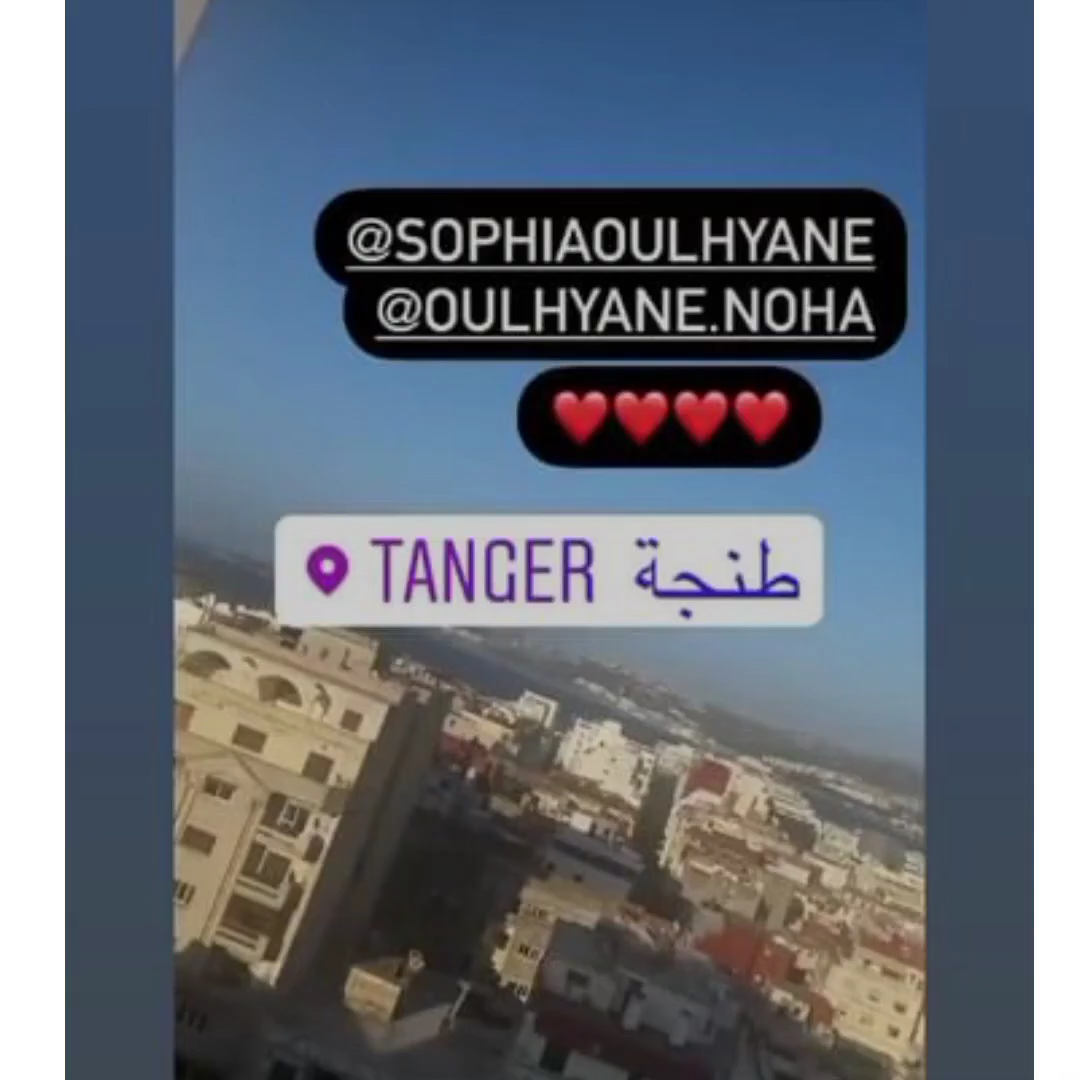 @SOPHIAOULHYANE
@OULHYANE.NOHA
❤️❤️❤️❤️
TANGER طنجة